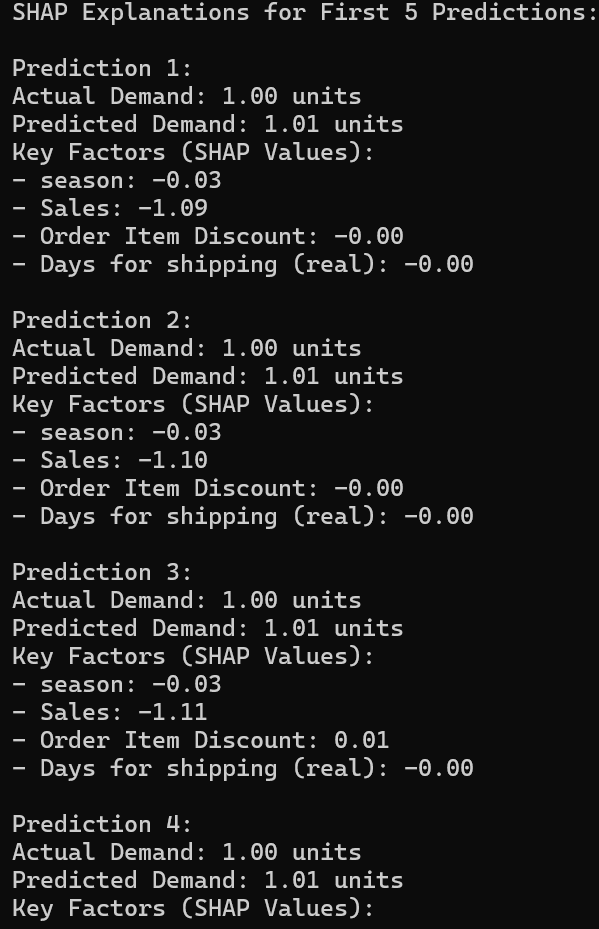 SHAP Explanations for First 5 Predictions:
Prediction 1:
Actual Demand: 1.00 units
Predicted Demand: 1.01 units
Key Factors (SHAP Values):
- season: -0.03
- Sales: -1.09
- Order Item Discount: -0.00
- Days for shipping (real): -0.00
Prediction 2:
Actual Demand: 1.00 units
Predicted Demand: 1.01 units
Key Factors (SHAP Values):
- season: -0.03
- Sales: -1.10
- Order Item Discount: -0.00
- Days for shipping (real): -0.00
Prediction 3:
Actual Demand: 1.00 units
Predicted Demand: 1.01 units
Key Factors (SHAP Values):
- season: -0.03
- Sales: -1.11
- Order Item Discount: 0.01
- Days for shipping (real): -0.00
Prediction 4:
Actual Demand: 1.00 units
Predicted Demand: 1.01 units
Key Factors (SHAP Values):